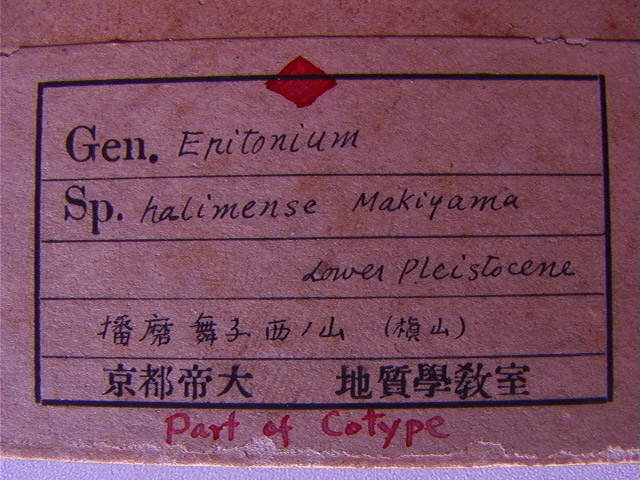 Gen. Epitonium
Sp. halimense Makiyama
Lower Pleistocene
播磨 舞子 西ノ山 (槇山)
京都帝大 地質學教室
Part of Cotype